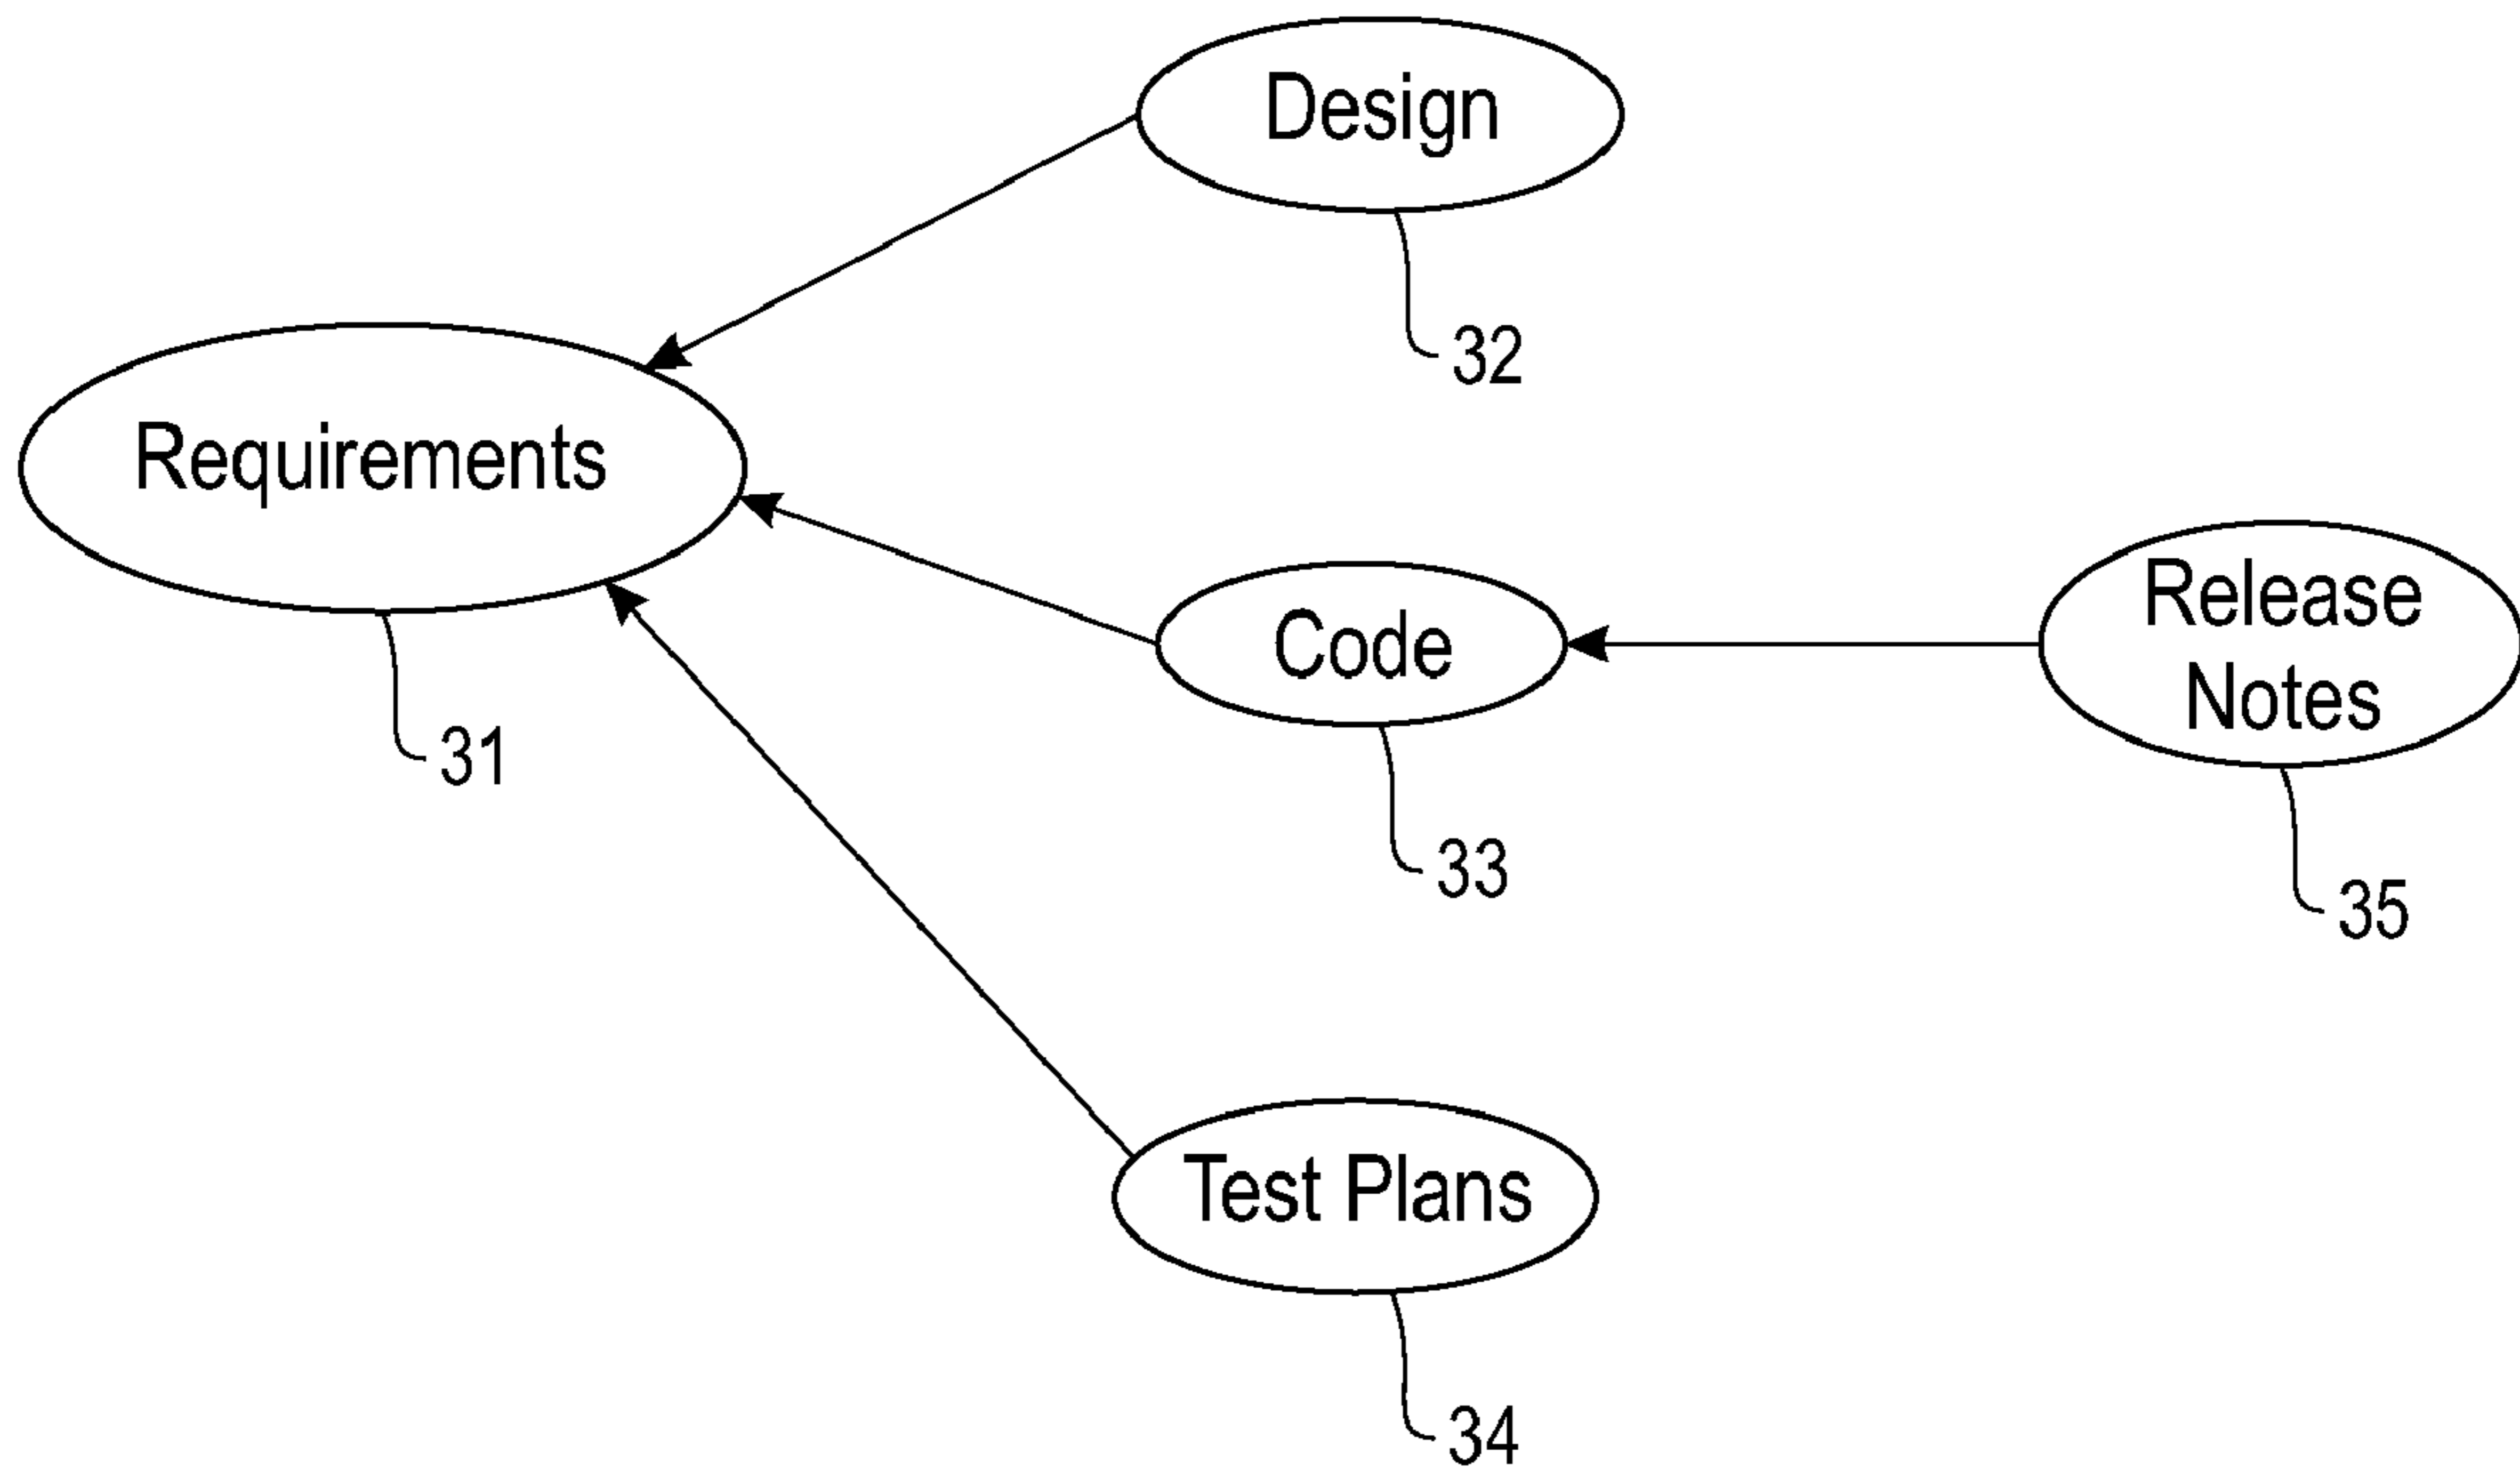 Design
32
Requirements
31
Code
33
Release
Notes
35
Test Plans
34